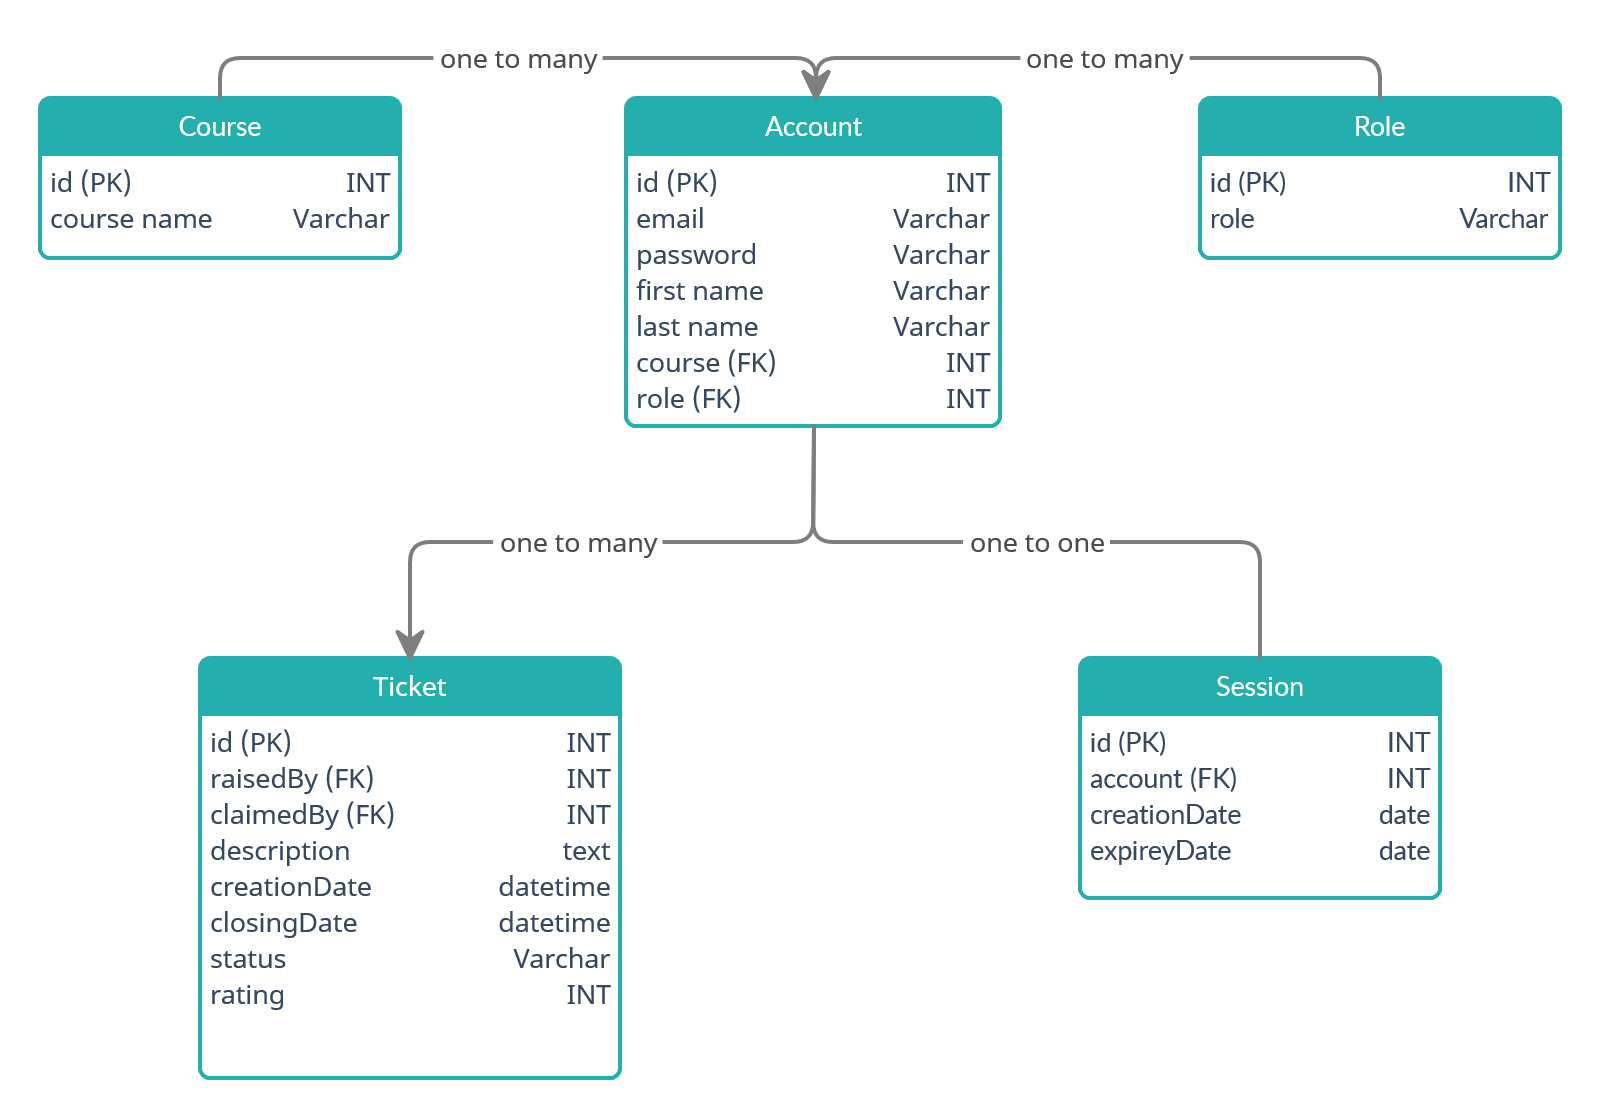 one to many
one to many
Course
id (PK) INT
course name Varchar
Account
id (PK) INT
email Varchar
password Varchar
first name Varchar
last name Varchar
course (FK) INT
role (FK) INT
Role
id (PK) INT
role Varchar
one to many
one to one
Ticket
id (PK) INT
raisedBy (FK) INT
claimedBy (FK) INT
description text
creationDate datetime
closingDate datetime
status Varchar
rating INT
Session
id (PK) INT
account (FK) INT
creationDate date
expireyDate date